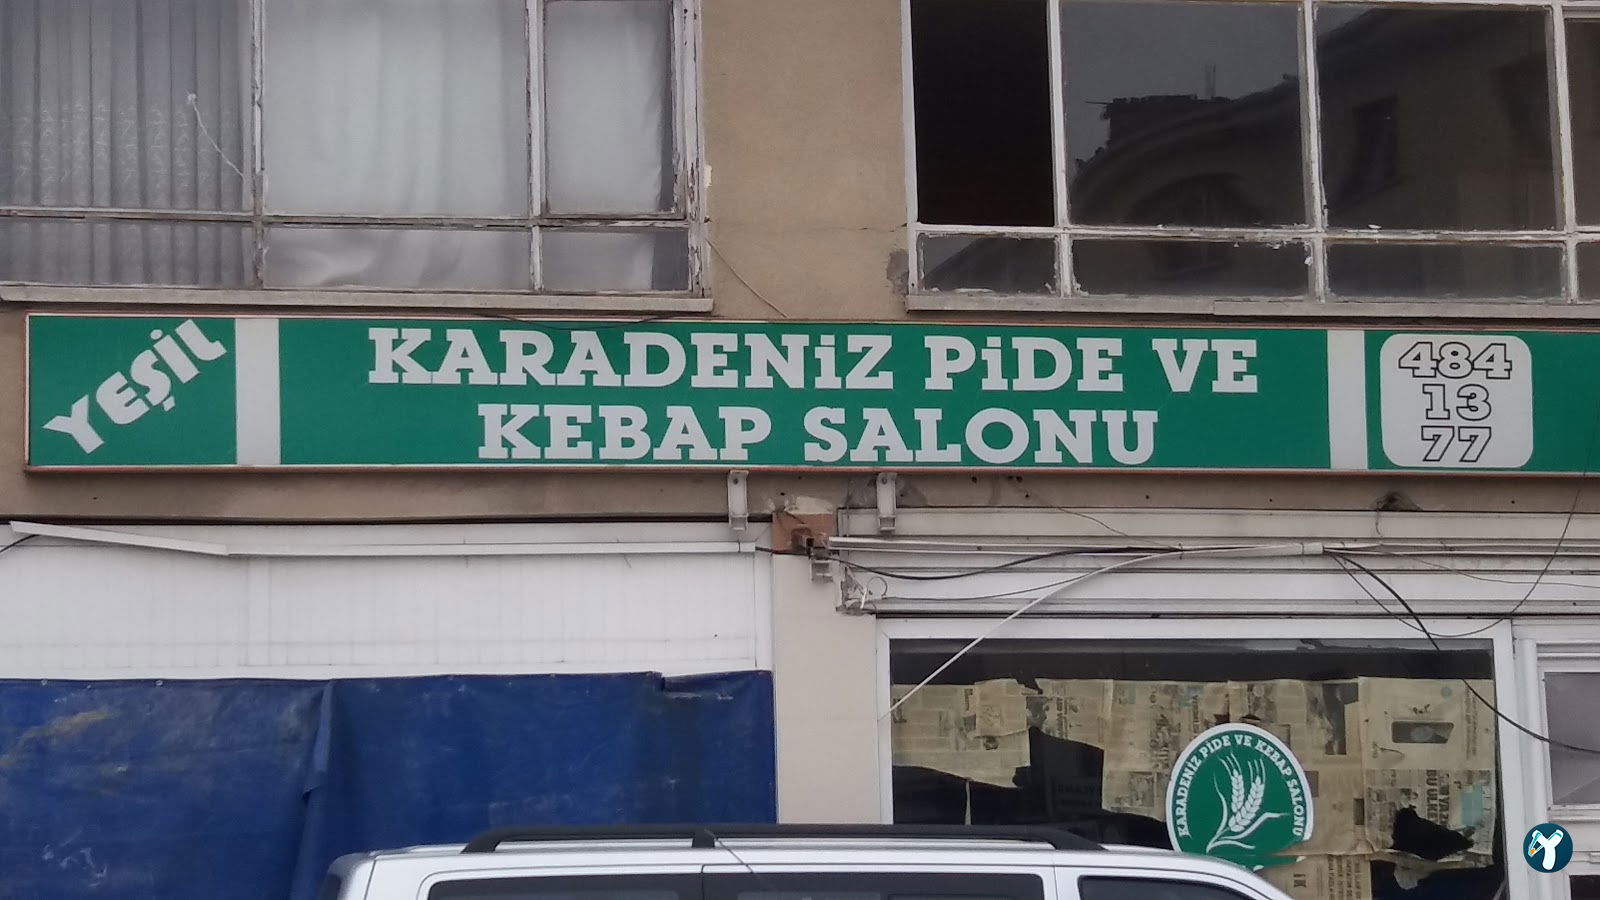 YEŞİL
KARADENİZ PİDE VE
KEBAP SALONU
484
13
77
KARADENİZ PİDE VE KEBAP SALONU